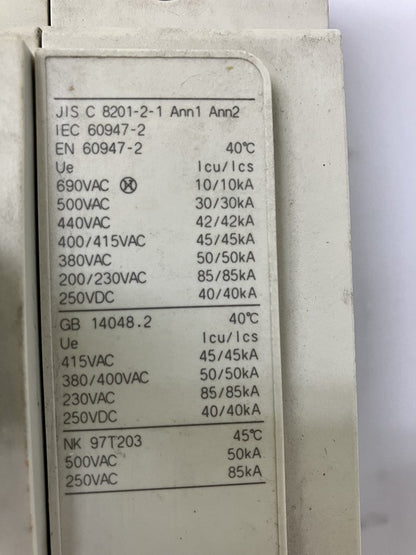 JIS C 8201-2-1 Ann1 Ann2
IEC 60947-2
EN 60947-2 40℃
Ue Icu/Ics
690VAC ⓧ 10/10kA
500VAC 30/30kA
440VAC 42/42kA
400/415VAC 45/45kA
380VAC 50/50kA
200/230VAC 85/85kA
250VDC 40/40kA
GB 14048.2 40℃
Ue Icu/Ics
415VAC 45/45kA
380/400VAC 50/50kA
230VAC 85/85kA
250VDC 40/40kA
NK 97T203 45℃
500VAC 50kA
250VAC 85kA